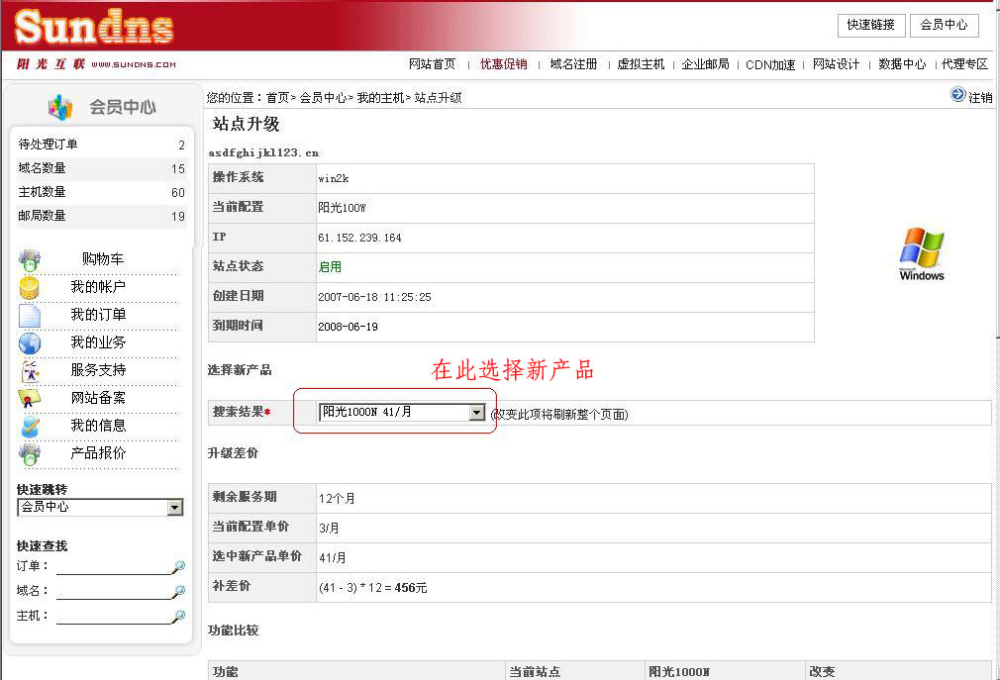 Sundns
快速链接 会员中心
阳光互联 WWW.SUNDNS.COM
网站首页 | 优惠促销 | 域名注册 | 虚拟主机 | 企业邮局 | CDN加速 | 网站设计 | 数据中心 | 代理专区
会员中心
待处理订单 2
域名数量 15
主机数量 60
邮局数量 19
购物车
我的帐户
我的订单
我的业务
服务支持
网站备案
我的信息
产品报价
快速跳转
会员中心
快速查找
订单：
域名：
主机：
您的位置：首页> 会员中心> 我的主机> 站点升级
注销
站点升级
asdfghijkl123.cn
操作系统 win2k
当前配置 阳光100W
IP 61.152.239.164
站点状态 启用
创建日期 2007-06-18 11:25:25
到期时间 2008-06-19
Microsoft
Windows
选择新产品
在此选择新产品
搜索结果* 阳光1000N 41/月 (改变此项将刷新整个页面)
升级差价
剩余服务期 12个月
当前配置单价 3/月
选中新产品单价 41/月
补差价 (41 - 3) * 12 = 456元
功能比较
功能 当前站点 阳光1000N 改变